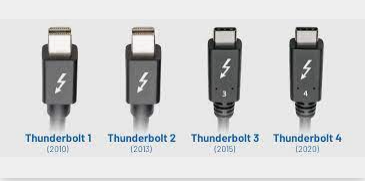 3
4
Thunderbolt 1
(2010)
Thunderbolt 2
(2013)
Thunderbolt 3
(2015)
Thunderbolt 4
(2020)